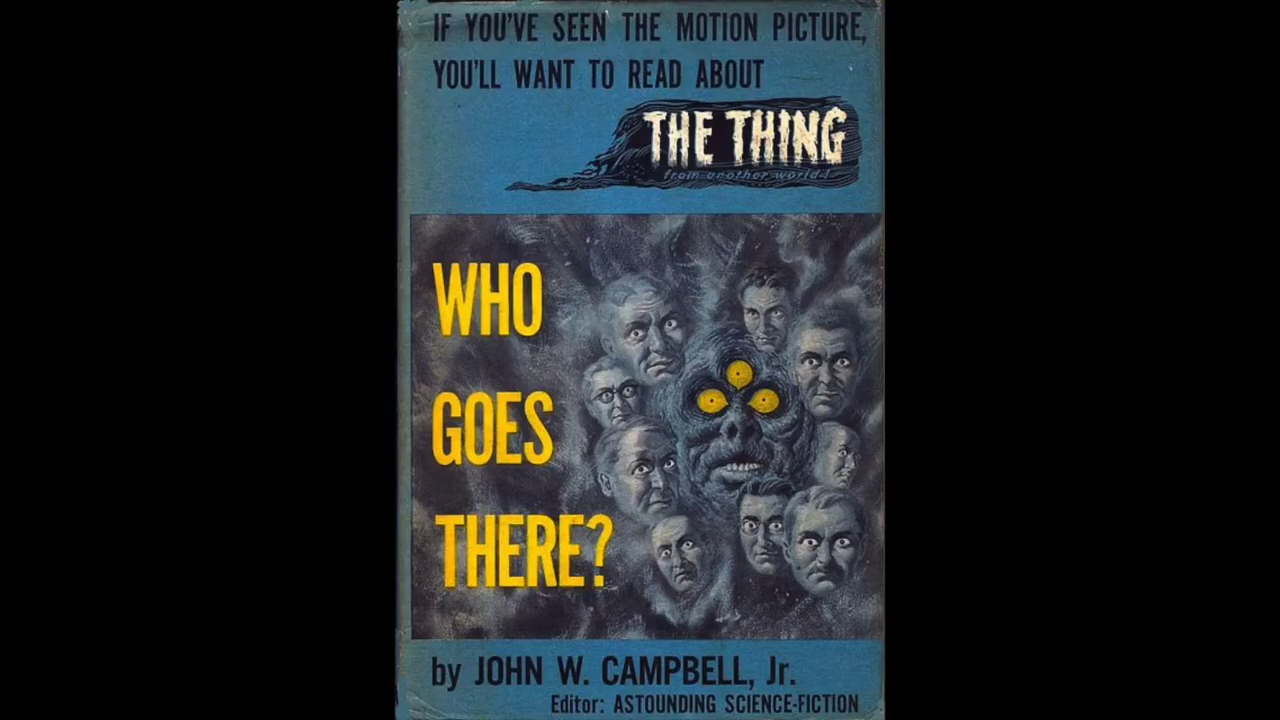 IF YOU'VE SEEN THE MOTION PICTURE,
YOU'LL WANT TO READ ABOUT
THE THING
from another world!
WHO
GOES
THERE?
by JOHN W. CAMPBELL, Jr.
Editor: ASTOUNDING SCIENCE-FICTION